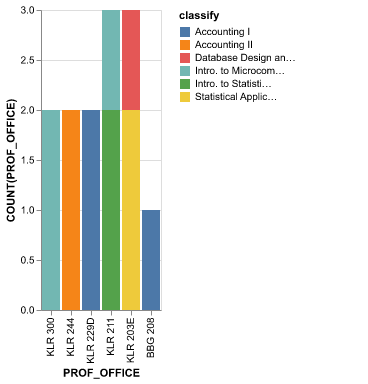 3.0
2.5
2.0
1.5
1.0
0.5
0.0
COUNT(PROF_OFFICE)
KLR 300
KLR 244
KLR 229D
KLR 211
KLR 203E
BBG 208
PROF_OFFICE
classify
Accounting I
Accounting II
Database Design an…
Intro. to Microcom…
Intro. to Statisti…
Statistical Applic…